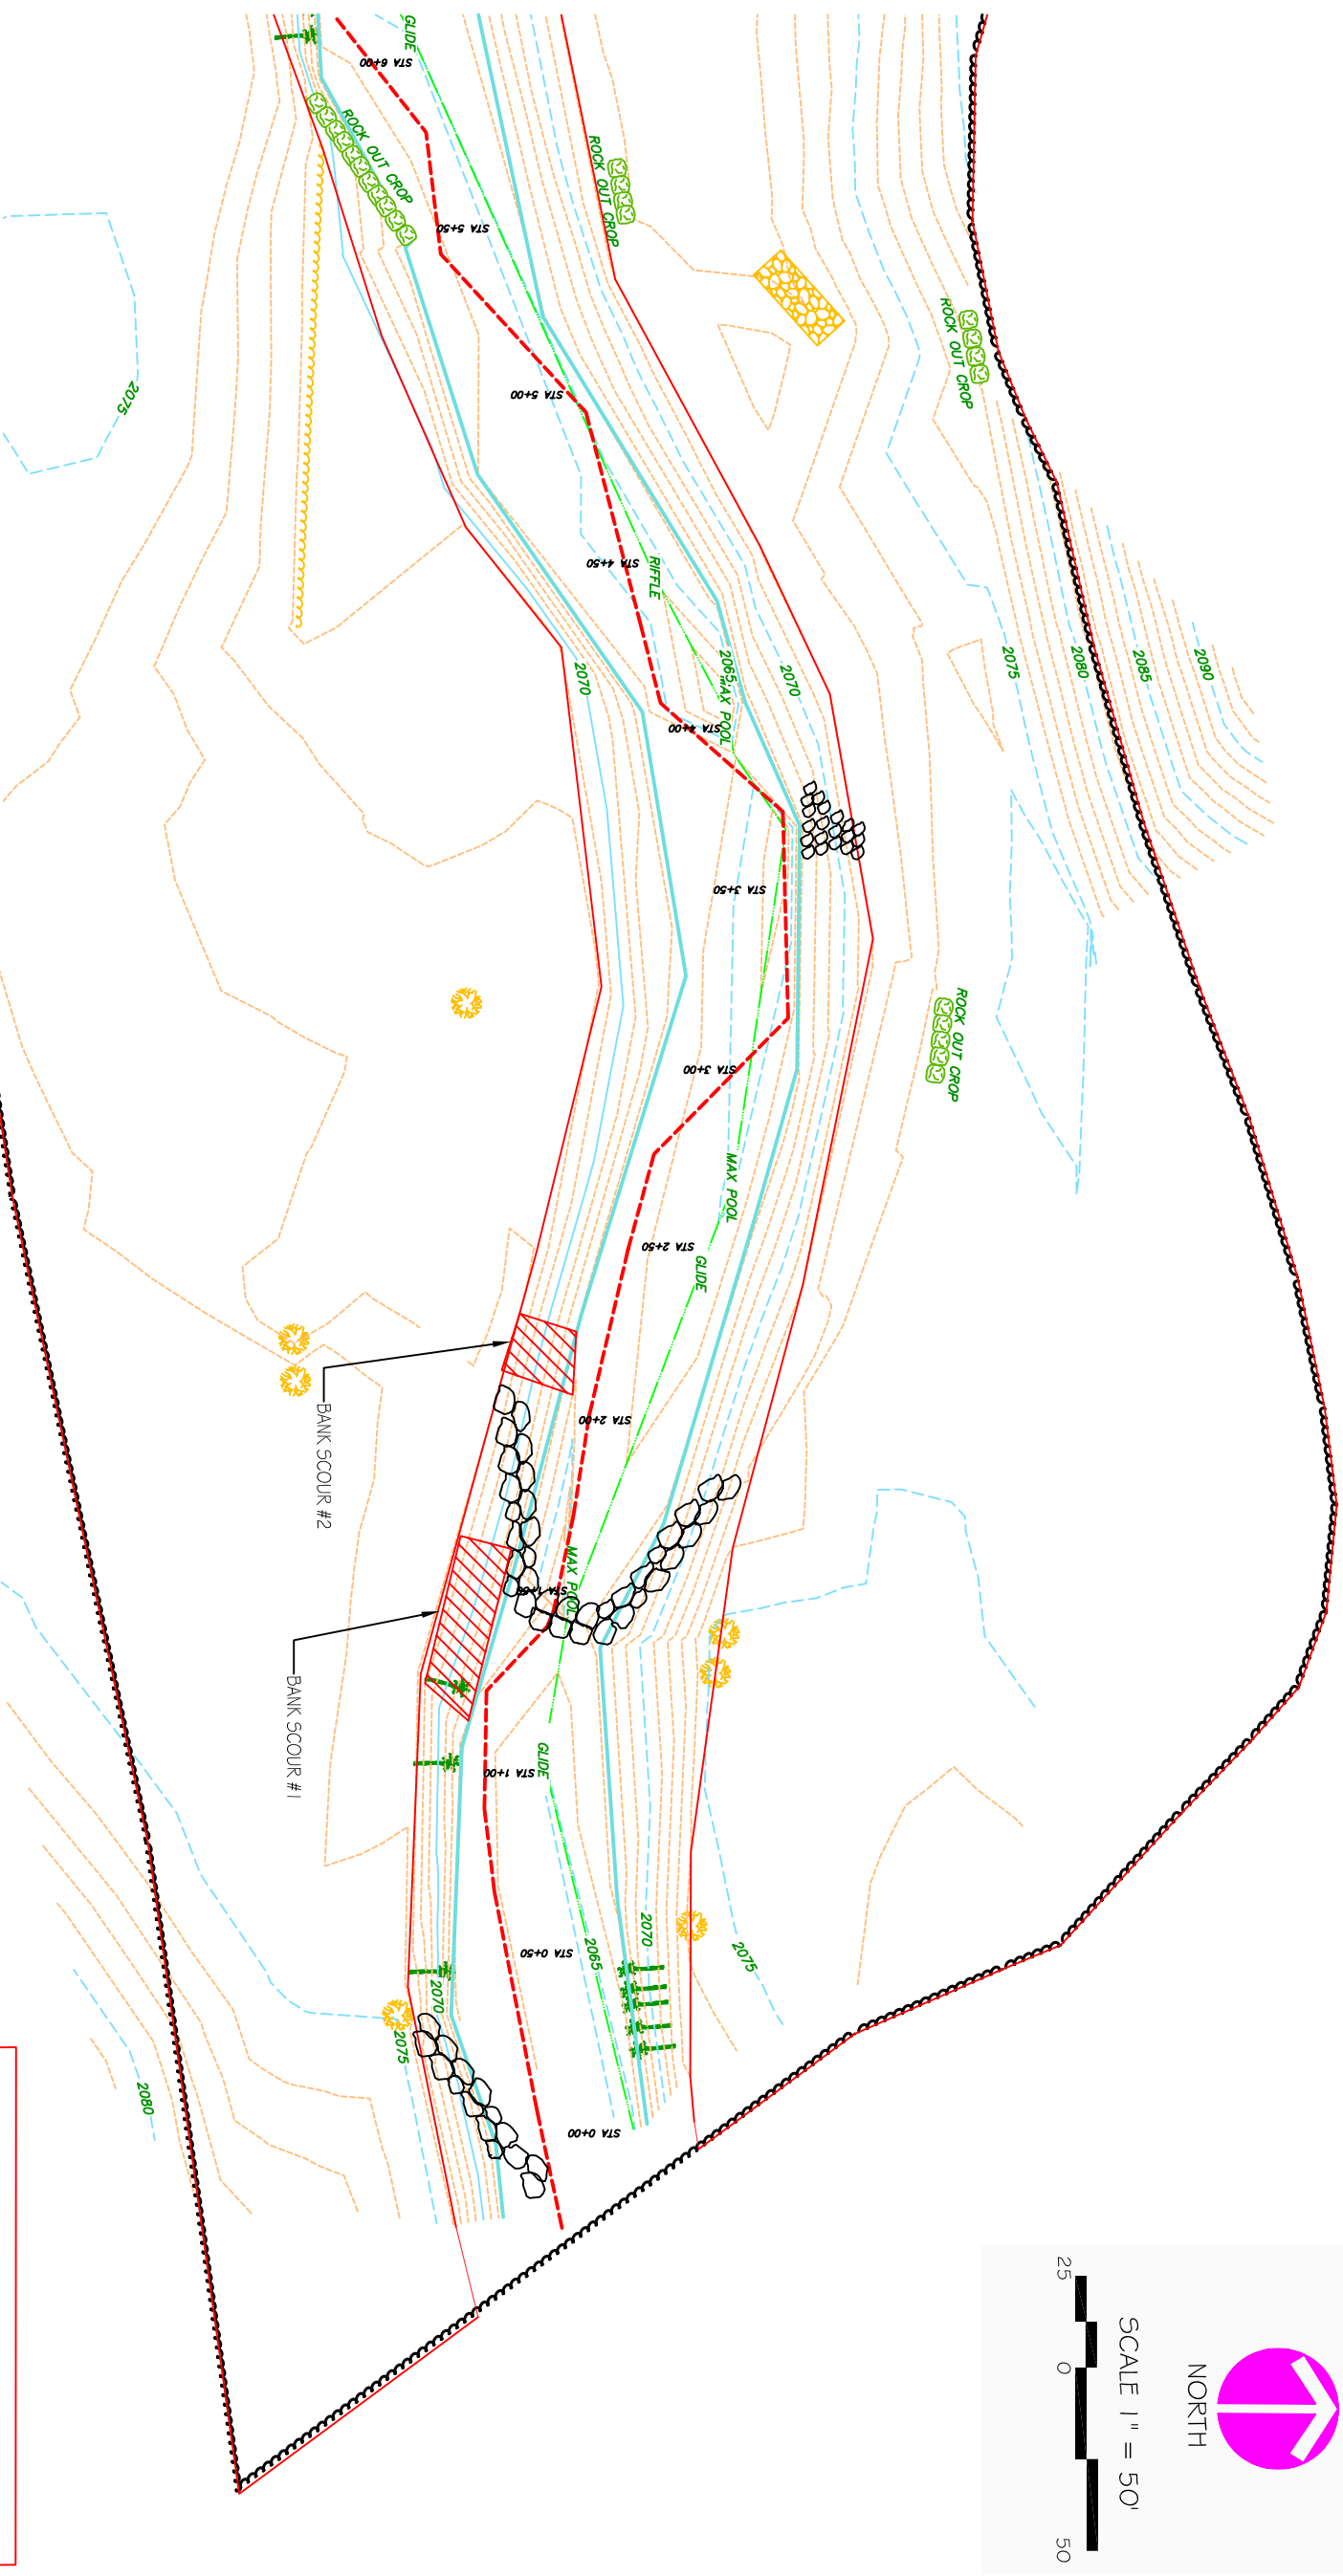 GLIDE
STA 6+00
ROCK OUT CROP
ROCK OUT CROP
STA 5+50
ROCK OUT CROP
2075
STA 5+00
STA 4+50
RIFFLE
2070
2065
MAX POOL
2070
2075
2080
2085
2090
STA 4+00
STA 3+50
ROCK OUT CROP
STA 3+00
MAX POOL
STA 2+50
GLIDE
STA 2+00
BANK SCOUR #2
MAX POOL
STA 1+50
BANK SCOUR #1
GLIDE
STA 1+00
STA 0+50
2065
2070
2075
2070
2075
2080
STA 0+00
NORTH
SCALE 1" = 50'
25 0 50